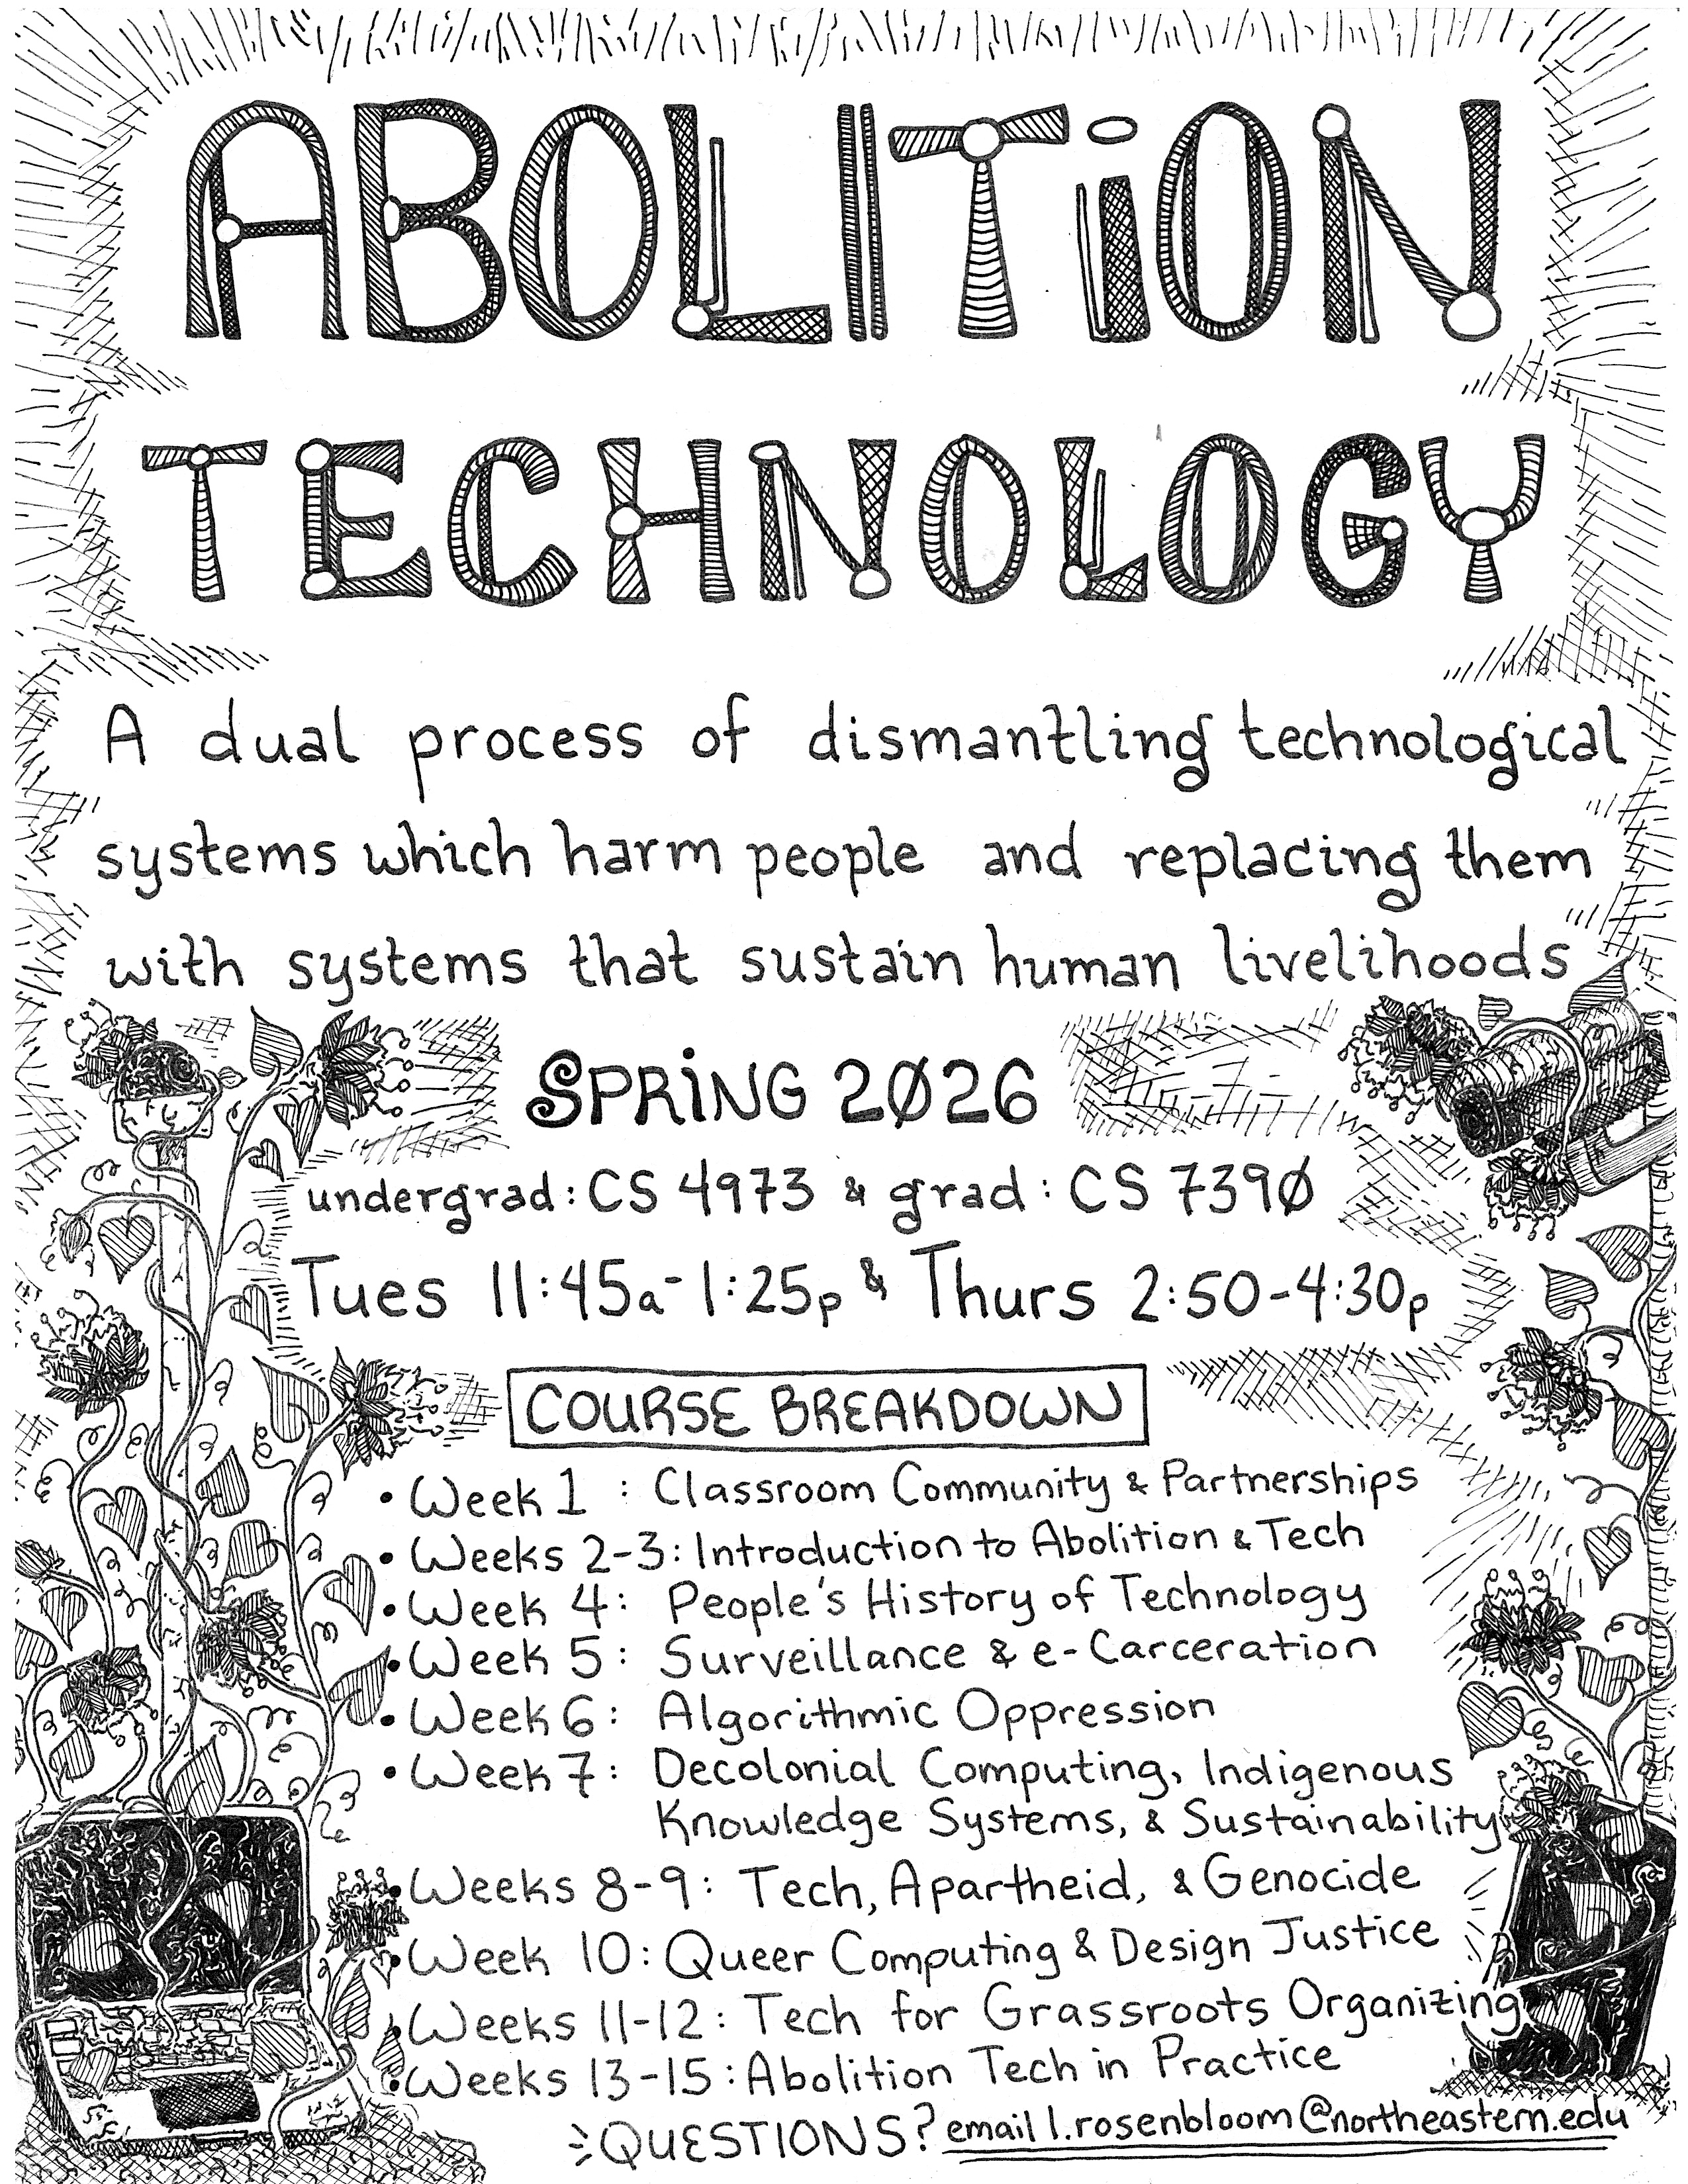 ABOLITiON
TECHNOLOGY
A dual process of dismantling technological
systems which harm people and replacing them
with systems that sustain human livelihoods
SPRiNG 2026
undergrad: CS 4973 & grad: CS 7390
Tues 11:45a-1:25p & Thurs 2:50-4:30p
COURSE BREAKDOWN
• Week 1 : Classroom Community & Partnerships
• Weeks 2-3: Introduction to Abolition & Tech
• Week 4: People's History of Technology
• Week 5: Surveillance & e-Carceration
• Week 6: Algorithmic Oppression
• Week 7: Decolonial Computing, Indigenous
Knowledge Systems, & Sustainability
• Weeks 8-9: Tech, Apartheid, & Genocide
• Week 10: Queer Computing & Design Justice
• Weeks 11-12: Tech for Grassroots Organizing
• Weeks 13-15: Abolition Tech in Practice
QUESTIONS? email l.rosenbloom@northeastern.edu